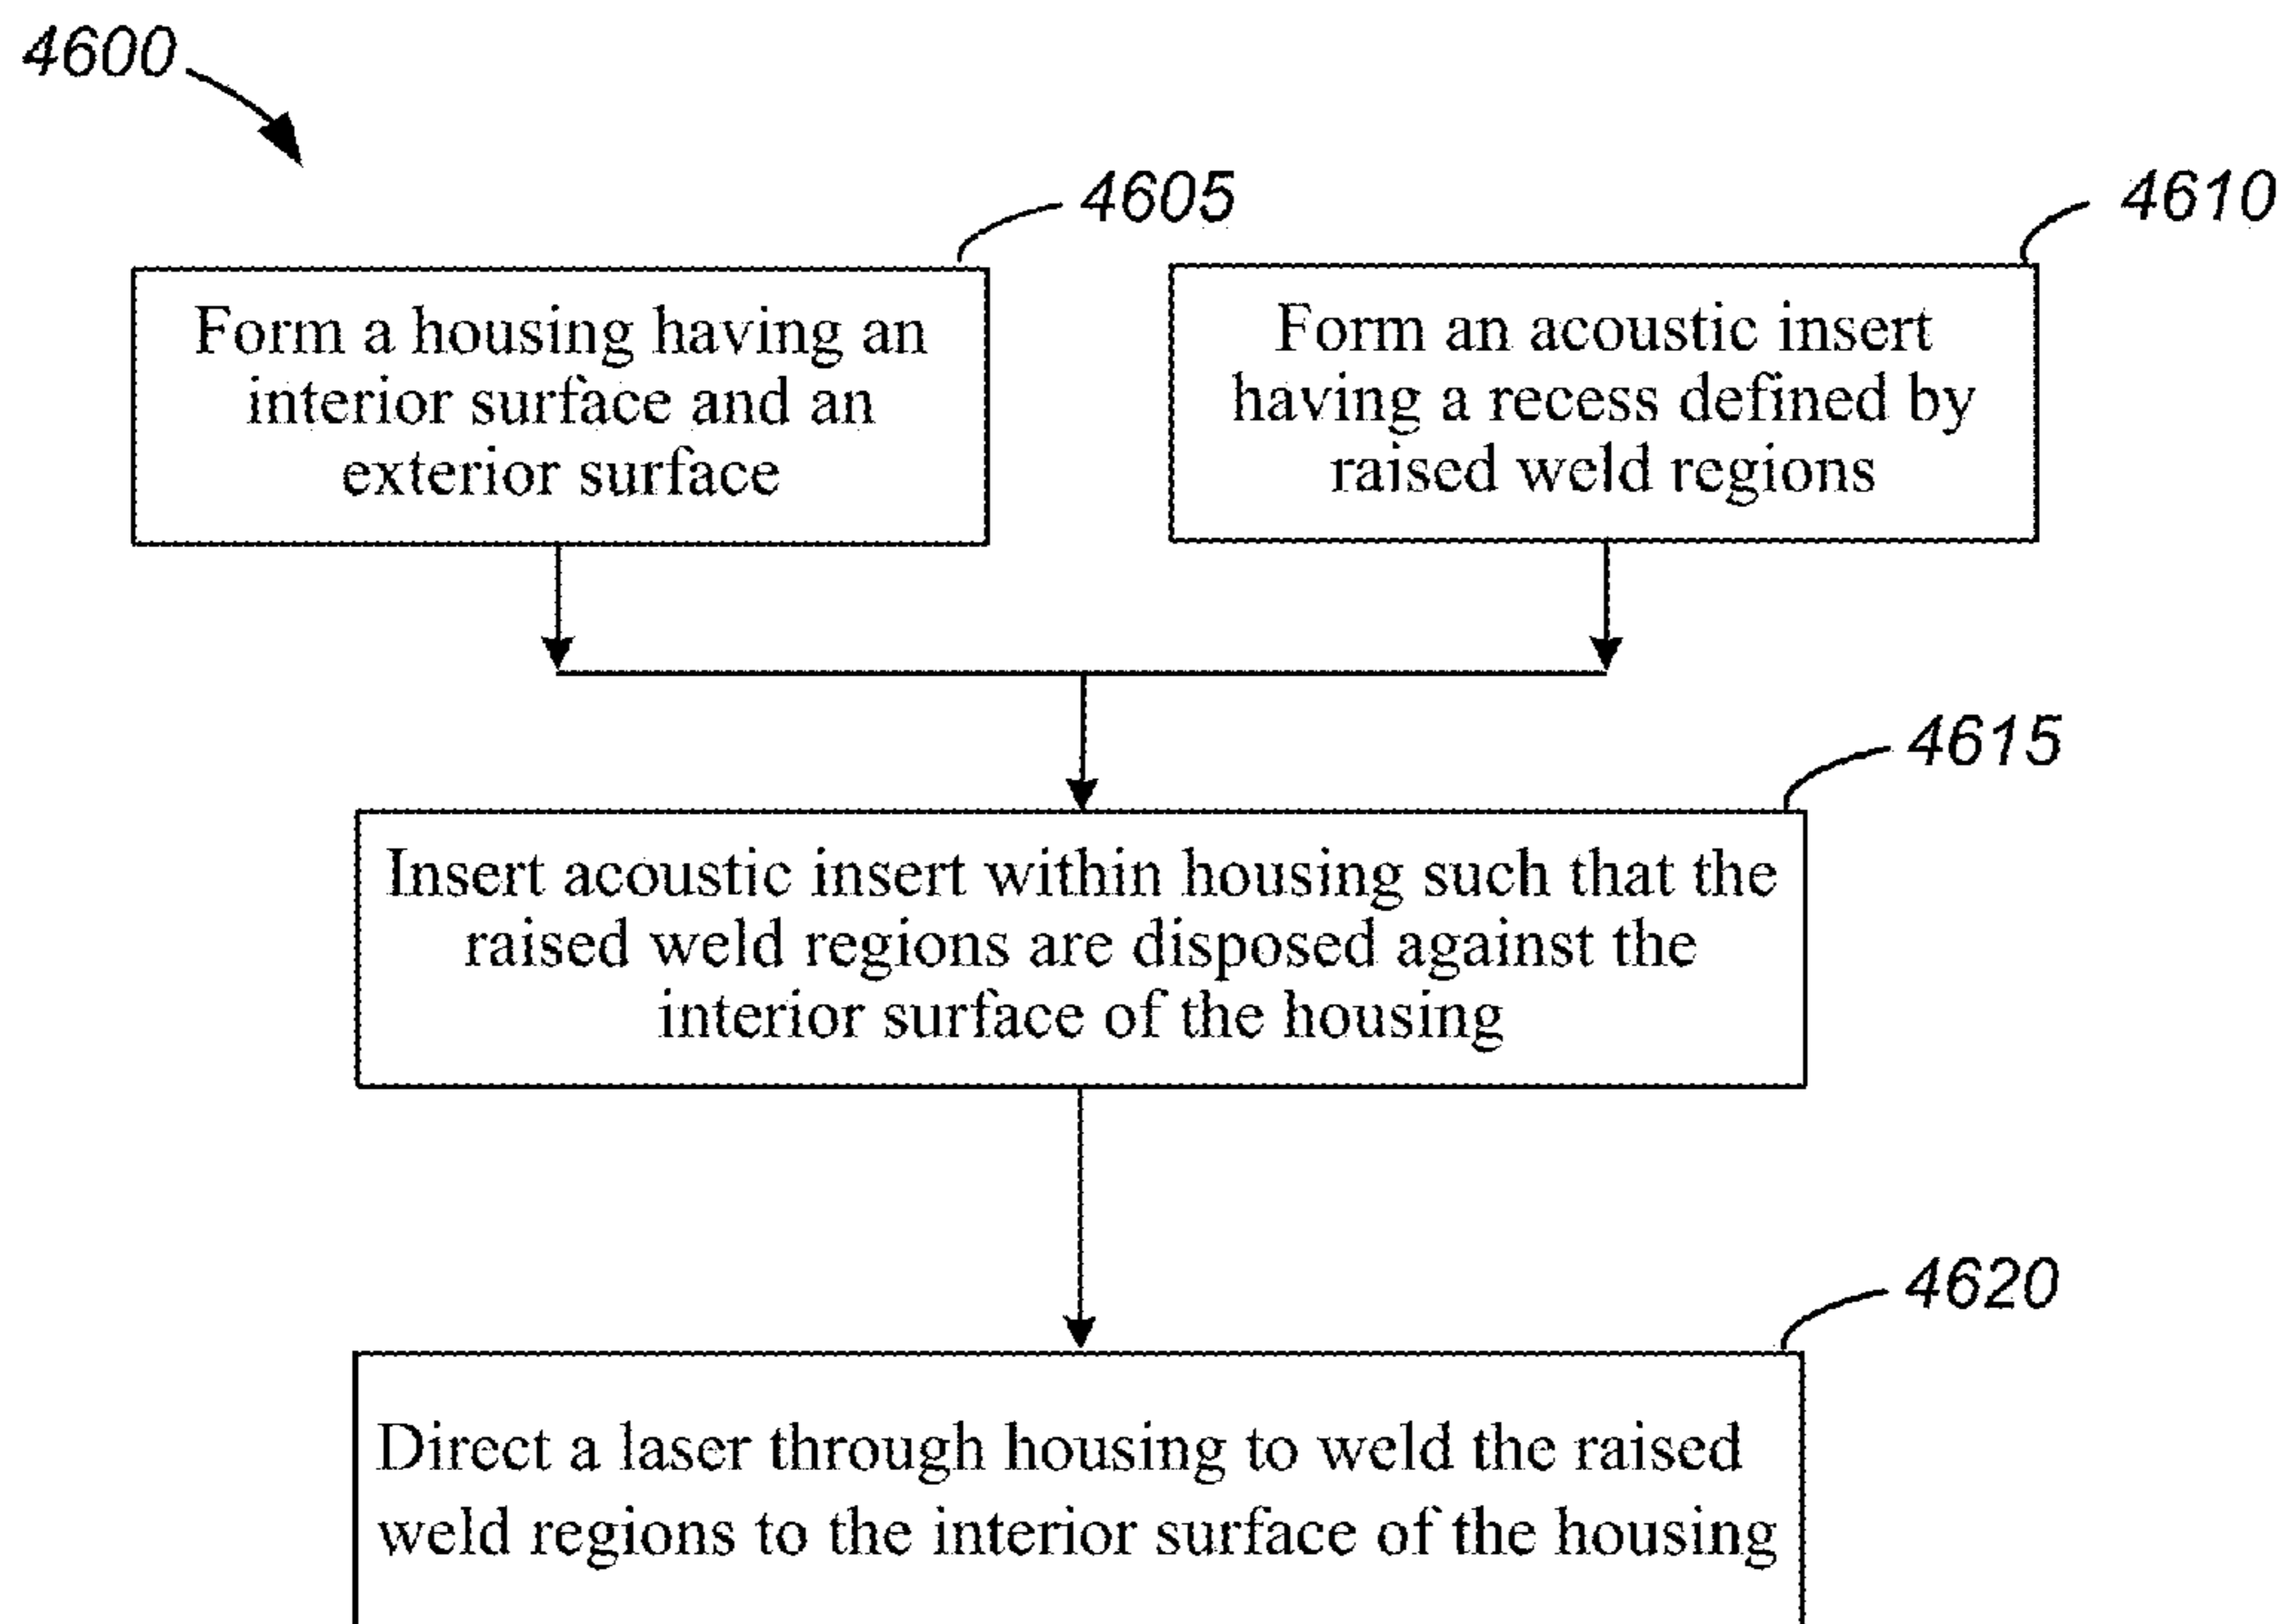 4600
4605
4610
Form a housing having an
interior surface and an
exterior surface
Form an acoustic insert
having a recess defined by
raised weld regions
4615
Insert acoustic insert within housing such that the
raised weld regions are disposed against the
interior surface of the housing
4620
Direct a laser through housing to weld the raised
weld regions to the interior surface of the housing